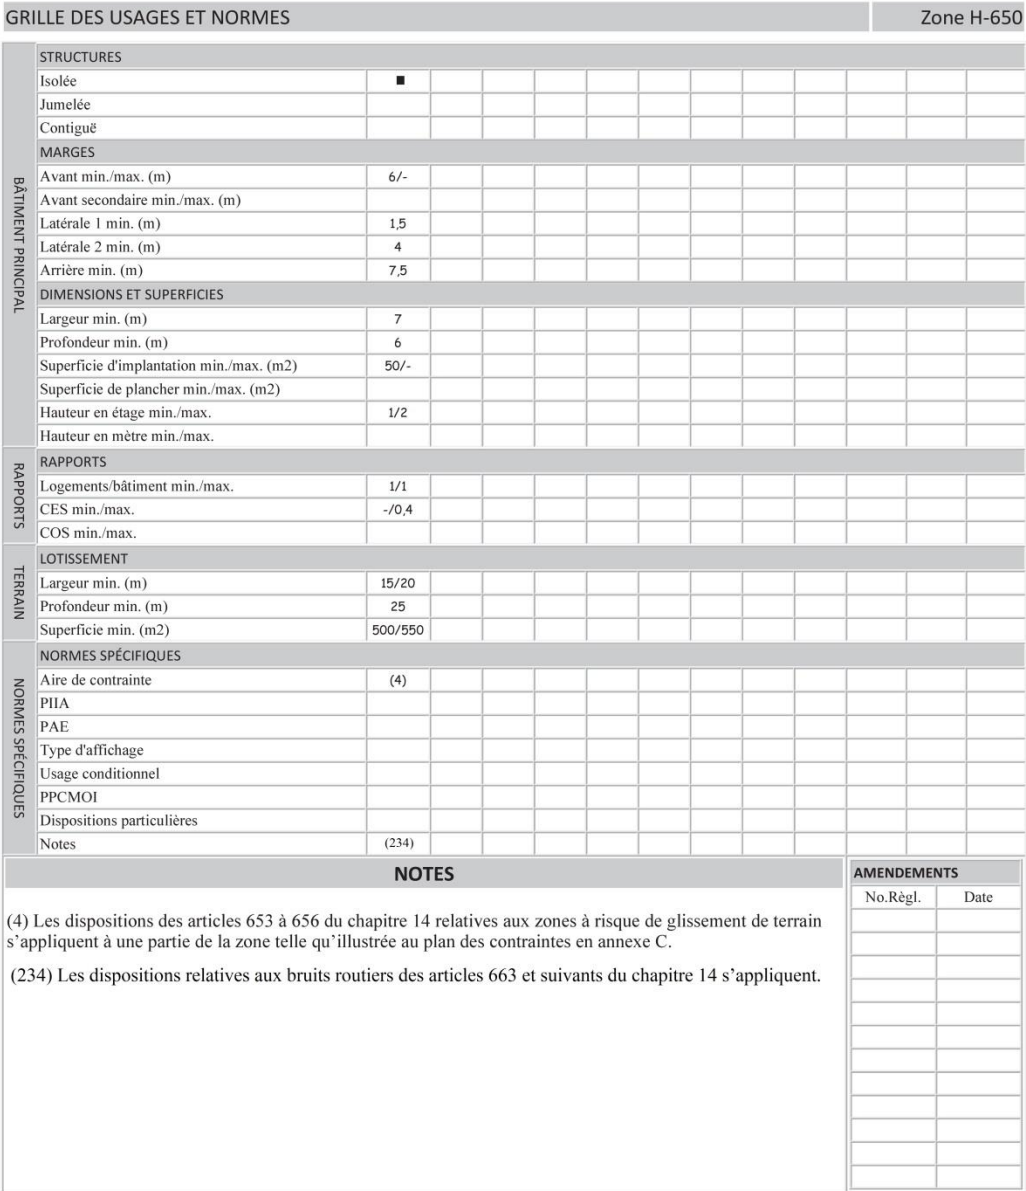 GRILLE DES USAGES ET NORMES Zone H-650
BÂTIMENT PRINCIPAL
STRUCTURES
Isolée ■
Jumelée
Contiguë
MARGES
Avant min./max. (m) 6/-
Avant secondaire min./max. (m)
Latérale 1 min. (m) 1,5
Latérale 2 min. (m) 4
Arrière min. (m) 7,5
DIMENSIONS ET SUPERFICIES
Largeur min. (m) 7
Profondeur min. (m) 6
Superficie d'implantation min./max. (m2) 50/-
Superficie de plancher min./max. (m2)
Hauteur en étage min./max. 1/2
Hauteur en mètre min./max.
RAPPORTS
RAPPORTS
Logements/bâtiment min./max. 1/1
CES min./max. -/0,4
COS min./max.
TERRAIN
LOTISSEMENT
Largeur min. (m) 15/20
Profondeur min. (m) 25
Superficie min. (m2) 500/550
NORMES SPÉCIFIQUES
NORMES SPÉCIFIQUES
Aire de contrainte (4)
PIIA
PAE
Type d'affichage
Usage conditionnel
PPCMOI
Dispositions particulières
Notes (234)
NOTES
(4) Les dispositions des articles 653 à 656 du chapitre 14 relatives aux zones à risque de glissement de terrain
s’appliquent à une partie de la zone telle qu’illustrée au plan des contraintes en annexe C.
(234) Les dispositions relatives aux bruits routiers des articles 663 et suivants du chapitre 14 s’appliquent.
AMENDEMENTS
No.Règl. Date